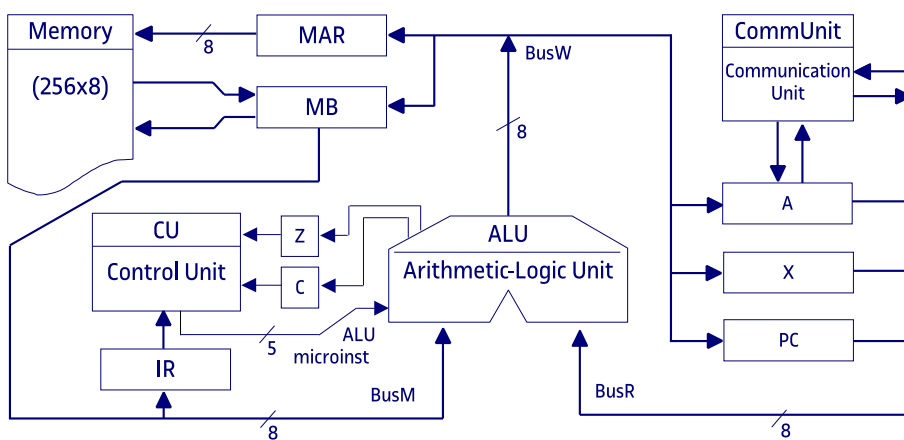 Memory
(256x8)
8
MAR
MB
BusW
8
CommUnit
Communication
Unit
A
X
PC
CU
Control Unit
Z
C
ALU
Arithmetic-Logic Unit
5
ALU
microinst
IR
BusM
8
BusR
8